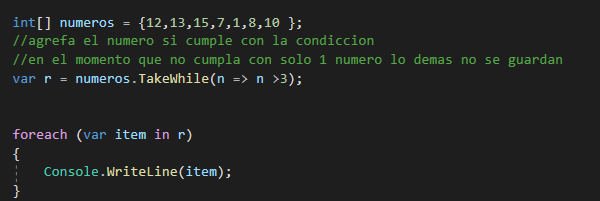 int[] numeros = {12,13,15,7,1,8,10 };
//agrefa el numero si cumple con la condiccion
//en el momento que no cumpla con solo 1 numero lo demas no se guardan
var r = numeros.TakeWhile(n => n >3);
foreach (var item in r)
{
Console.WriteLine(item);
}